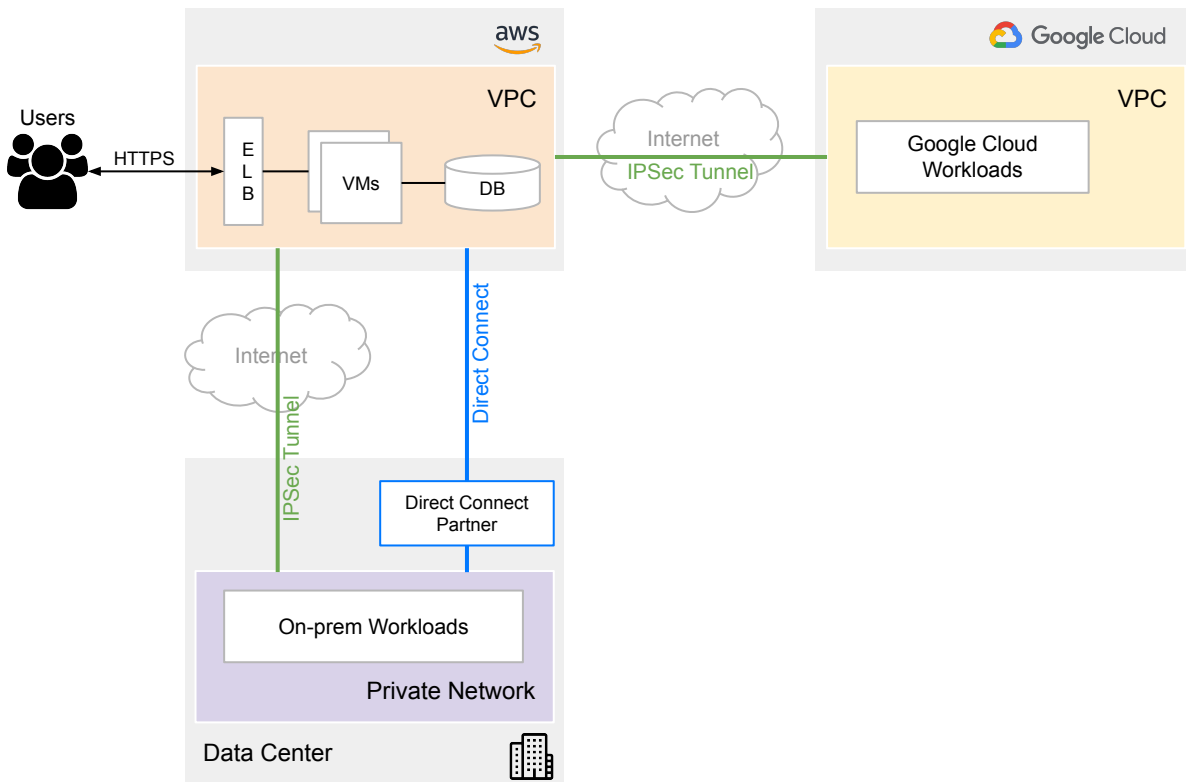 aws
Google Cloud
VPC
VPC
Users
HTTPS
E
L
B
VMs
DB
Internet
IPSec Tunnel
Google Cloud
Workloads
Internet
IPSec Tunnel
Direct Connect
Direct Connect
Partner
On-prem Workloads
Private Network
Data Center